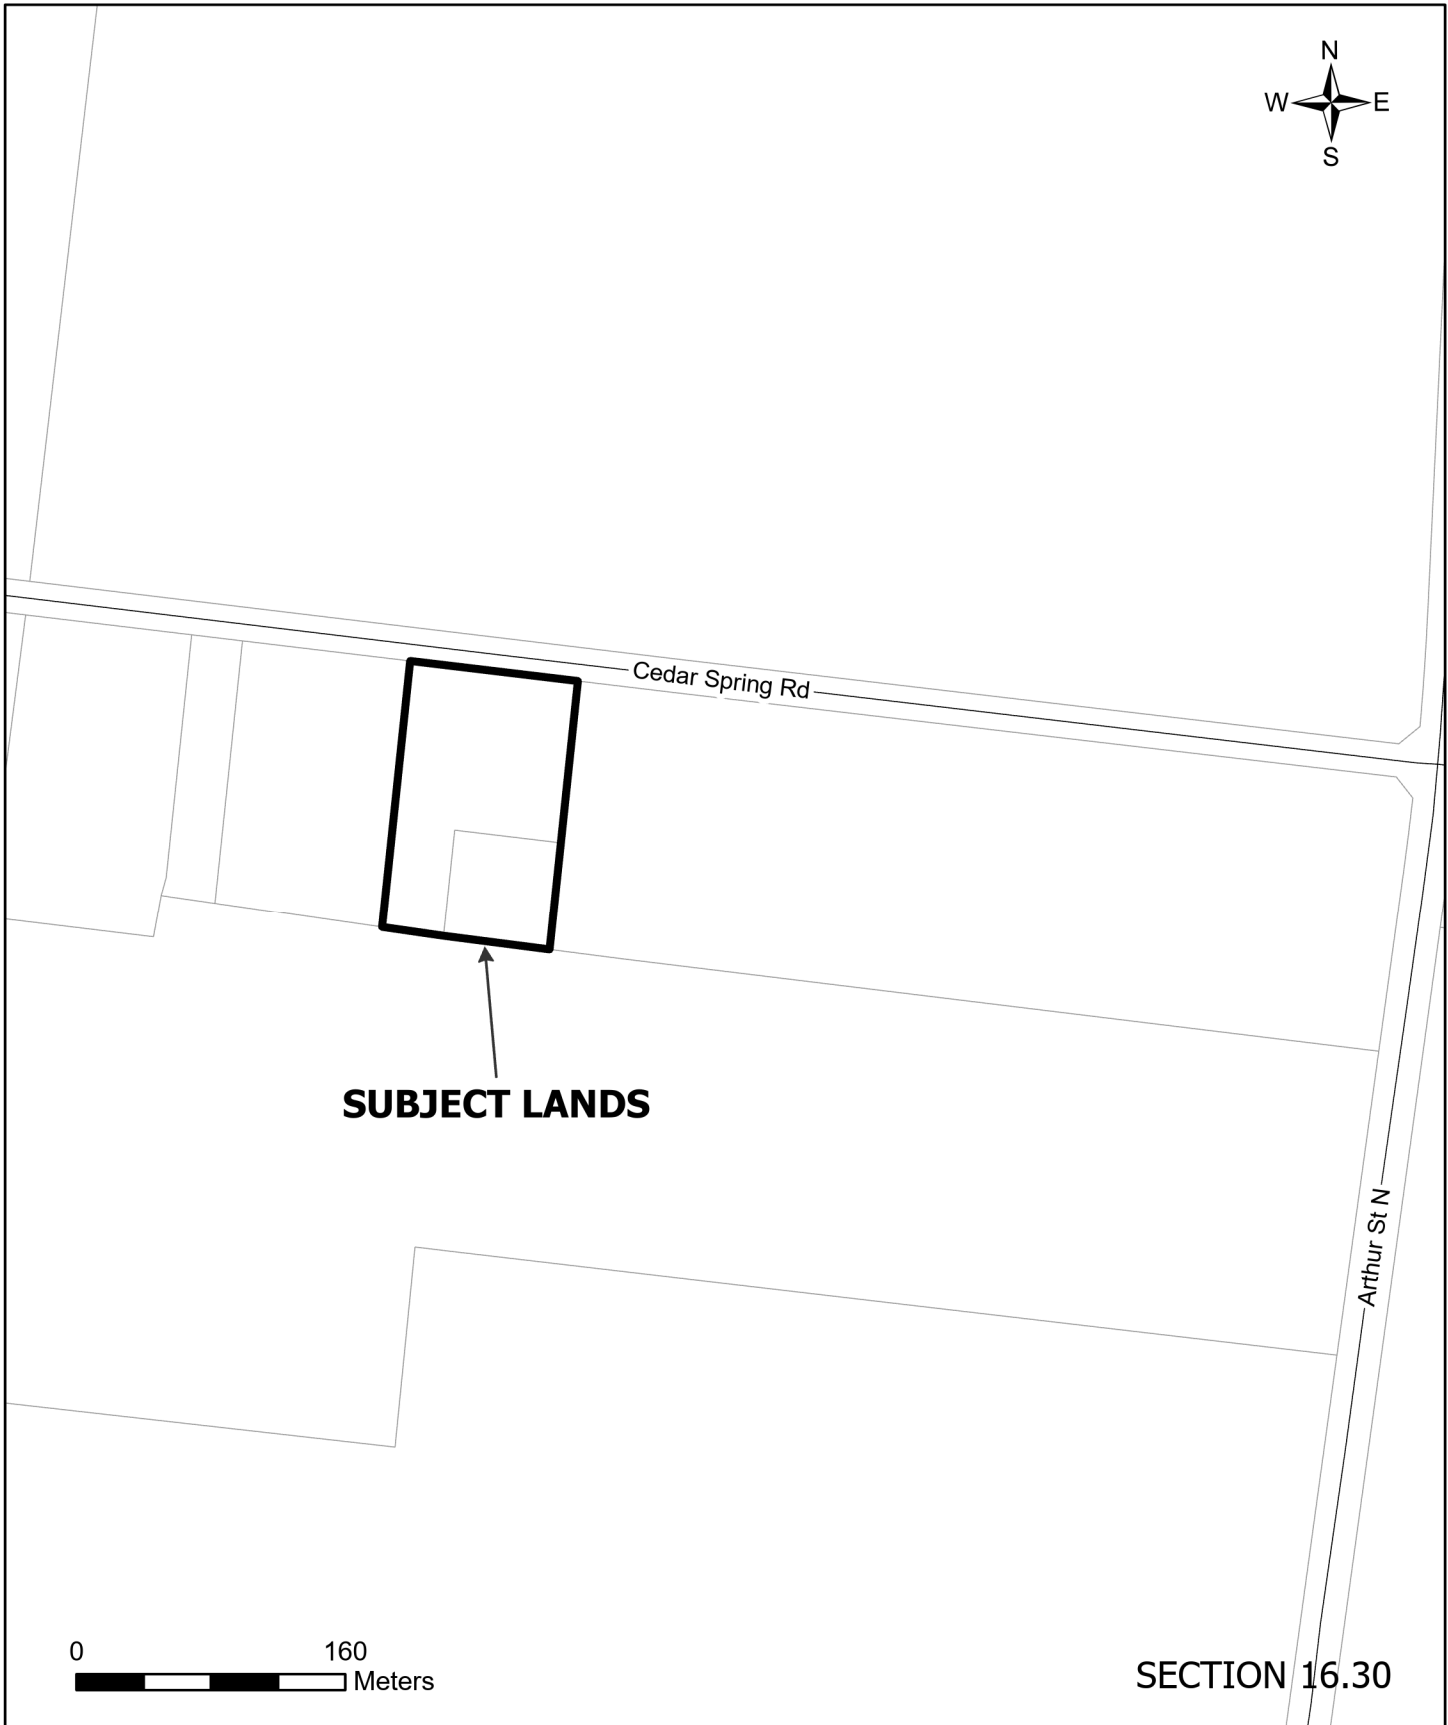 N
W E
S
Cedar Spring Rd
SUBJECT LANDS
Arthur St N
0 160
Meters
SECTION 16.30